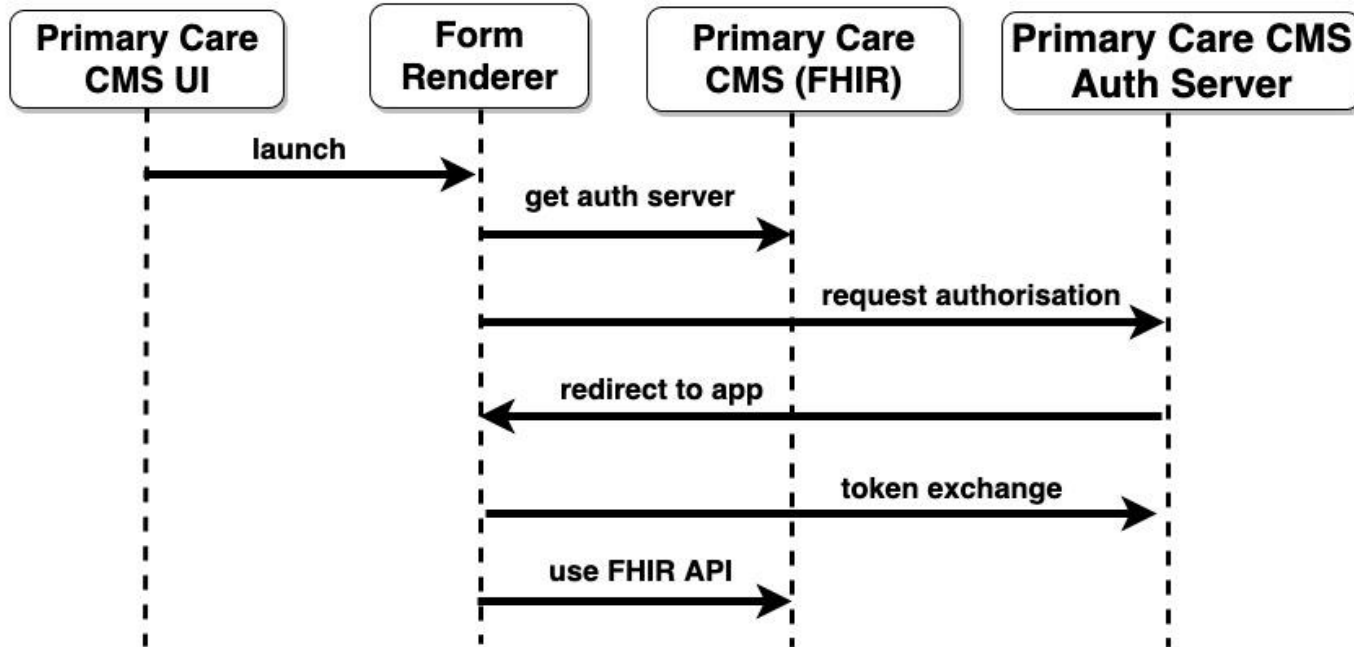 Primary Care
CMS UI
Form
Renderer
Primary Care
CMS (FHIR)
Primary Care CMS
Auth Server
launch
get auth server
request authorisation
redirect to app
token exchange
use FHIR API